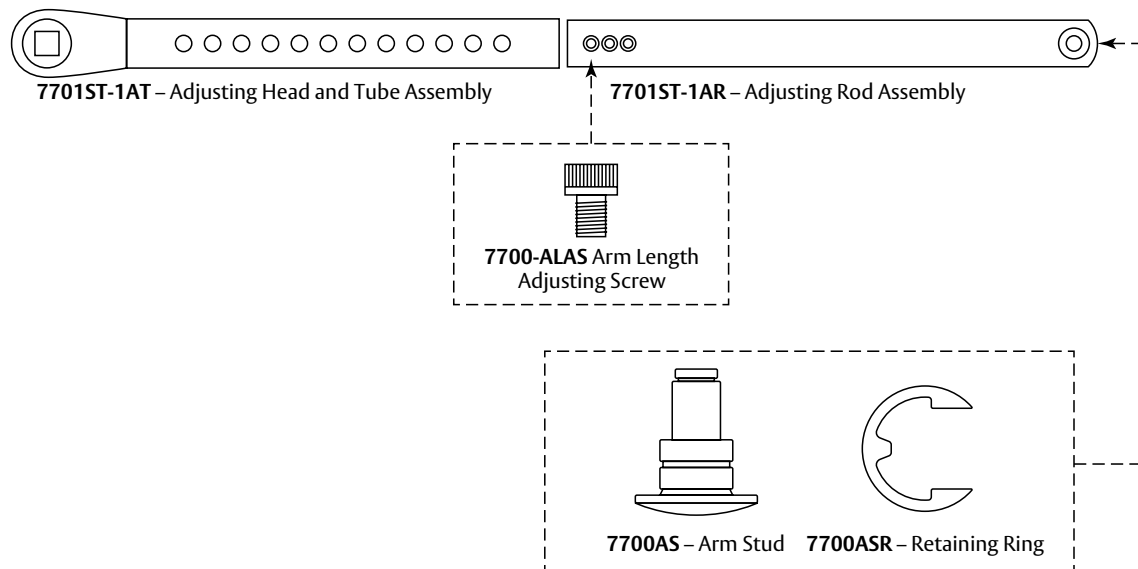 7701ST-1AT – Adjusting Head and Tube Assembly
7701ST-1AR – Adjusting Rod Assembly
7700-ALAS Arm Length
Adjusting Screw
7700AS – Arm Stud
7700ASR – Retaining Ring